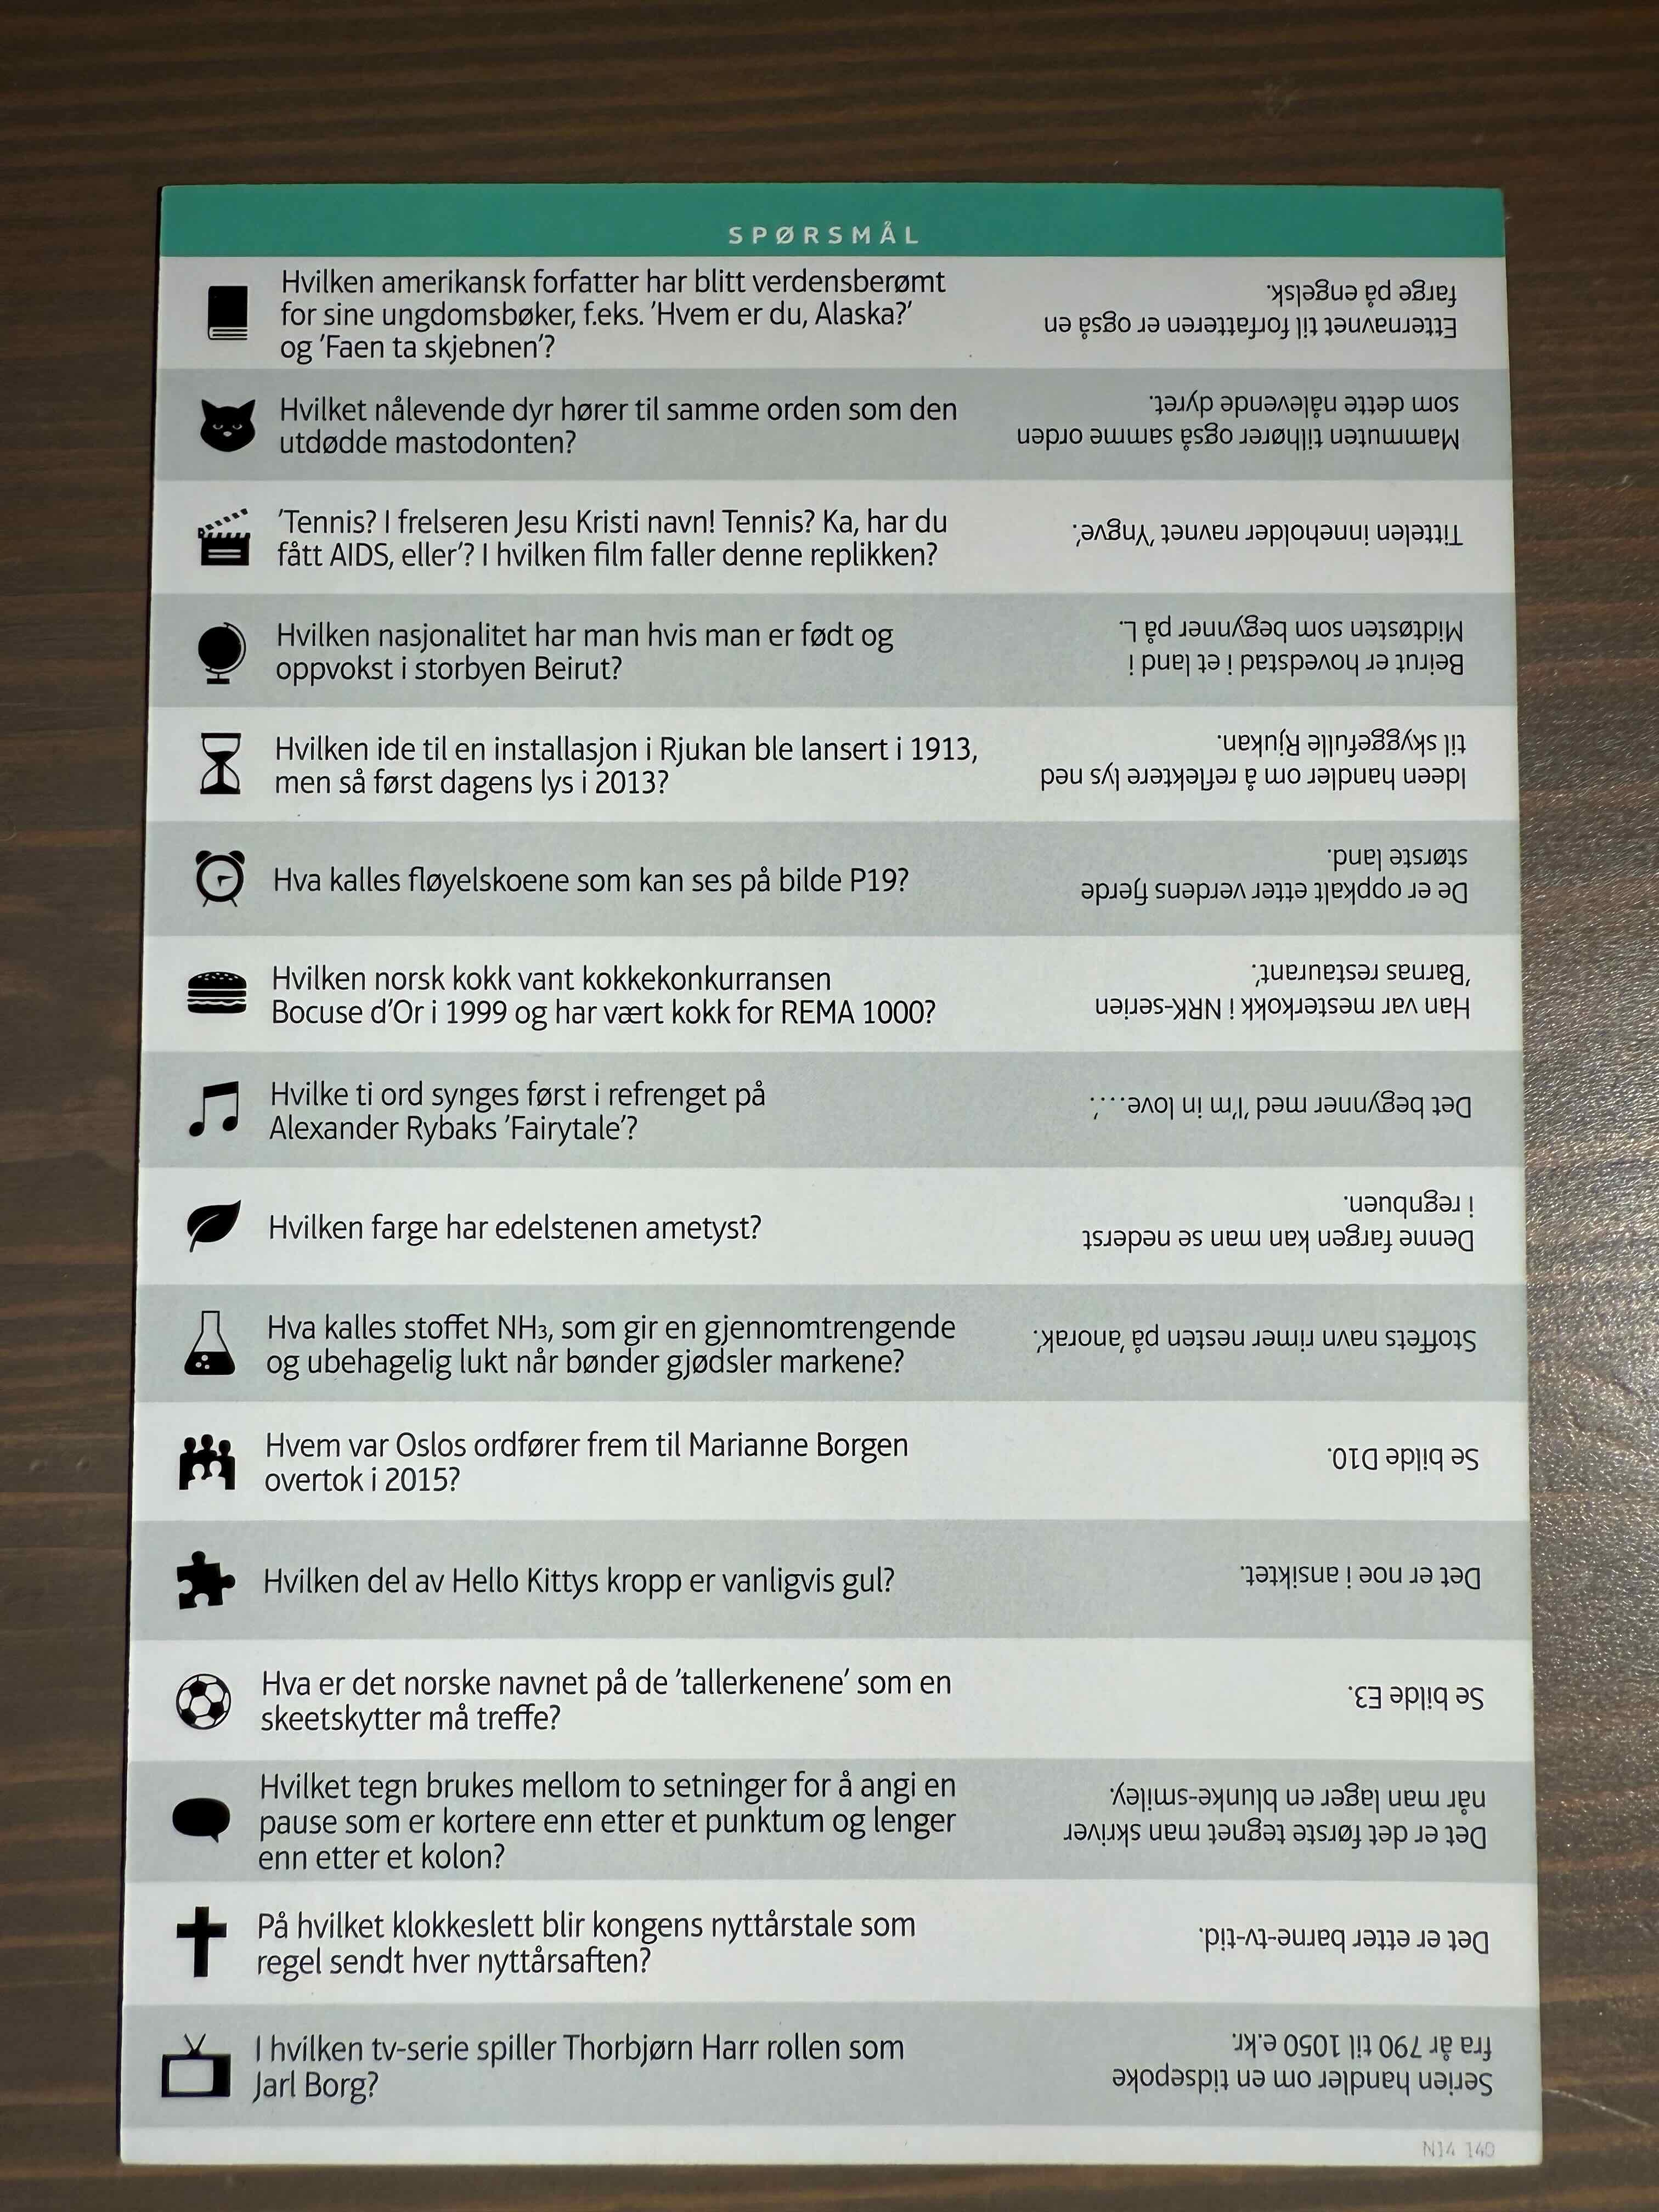 SPØRSMÅL
Hvilken amerikansk forfatter har blitt verdensberømt
for sine ungdomsbøker, f.eks. 'Hvem er du, Alaska?'
og 'Faen ta skjebnen'?
Etternavnet til forfatteren er også en
farge på engelsk.
Hvilket nålevende dyr hører til samme orden som den
utdødde mastodonten?
Mammuten tilhører også samme orden
som dette nålevende dyret.
'Tennis? I frelseren Jesu Kristi navn! Tennis? Ka, har du
fått AIDS, eller'? I hvilken film faller denne replikken?
Tittelen inneholder navnet 'Yngve'.
Hvilken nasjonalitet har man hvis man er født og
oppvokst i storbyen Beirut?
Beirut er hovedstad i et land i
Midtøsten som begynner på L.
Hvilken ide til en installasjon i Rjukan ble lansert i 1913,
men så først dagens lys i 2013?
Ideen handler om å reflektere lys ned
til skyggefulle Rjukan.
Hva kalles fløyelskoene som kan ses på bilde P19?
De er oppkalt etter verdens fjerde
største land.
Hvilken norsk kokk vant kokkekonkurransen
Bocuse d'Or i 1999 og har vært kokk for REMA 1000?
Han var mesterkokk i NRK-serien
'Barnas restaurant'.
Hvilke ti ord synges først i refrenget på
Alexander Rybaks 'Fairytale'?
Det begynner med 'I'm in love....'.
Hvilken farge har edelstenen ametyst?
Denne fargen kan man se nederst
i regnbuen.
Hva kalles stoffet NH₃, som gir en gjennomtrengende
og ubehagelig lukt når bønder gjødsler markene?
Stoffets navn rimer nesten på 'anorak'.
Hvem var Oslos ordfører frem til Marianne Borgen
overtok i 2015?
Se bilde D10.
Hvilken del av Hello Kittys kropp er vanligvis gul?
Det er noe i ansiktet.
Hva er det norske navnet på de 'tallerkenene' som en
skeetskytter må treffe?
Se bilde E3.
Hvilket tegn brukes mellom to setninger for å angi en
pause som er kortere enn etter et punktum og lenger
enn etter et kolon?
Det er det første tegnet man skriver
når man lager en blunke-smiley.
På hvilket klokkeslett blir kongens nyttårstale som
regel sendt hver nyttårsaften?
Det er etter barne-tv-tid.
I hvilken tv-serie spiller Thorbjørn Harr rollen som
Jarl Borg?
Serien handler om en tidsepoke
fra år 790 til 1050 e.kr.
N14 140